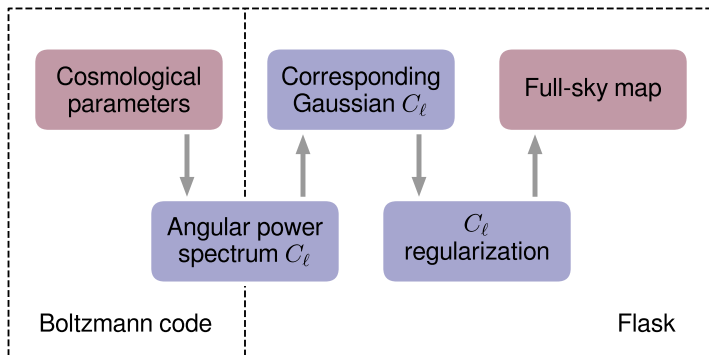 Cosmological
parameters
Corresponding
Gaussian Cℓ
Full-sky map
Angular power
spectrum Cℓ
Cℓ
regularization
Boltzmann code
Flask